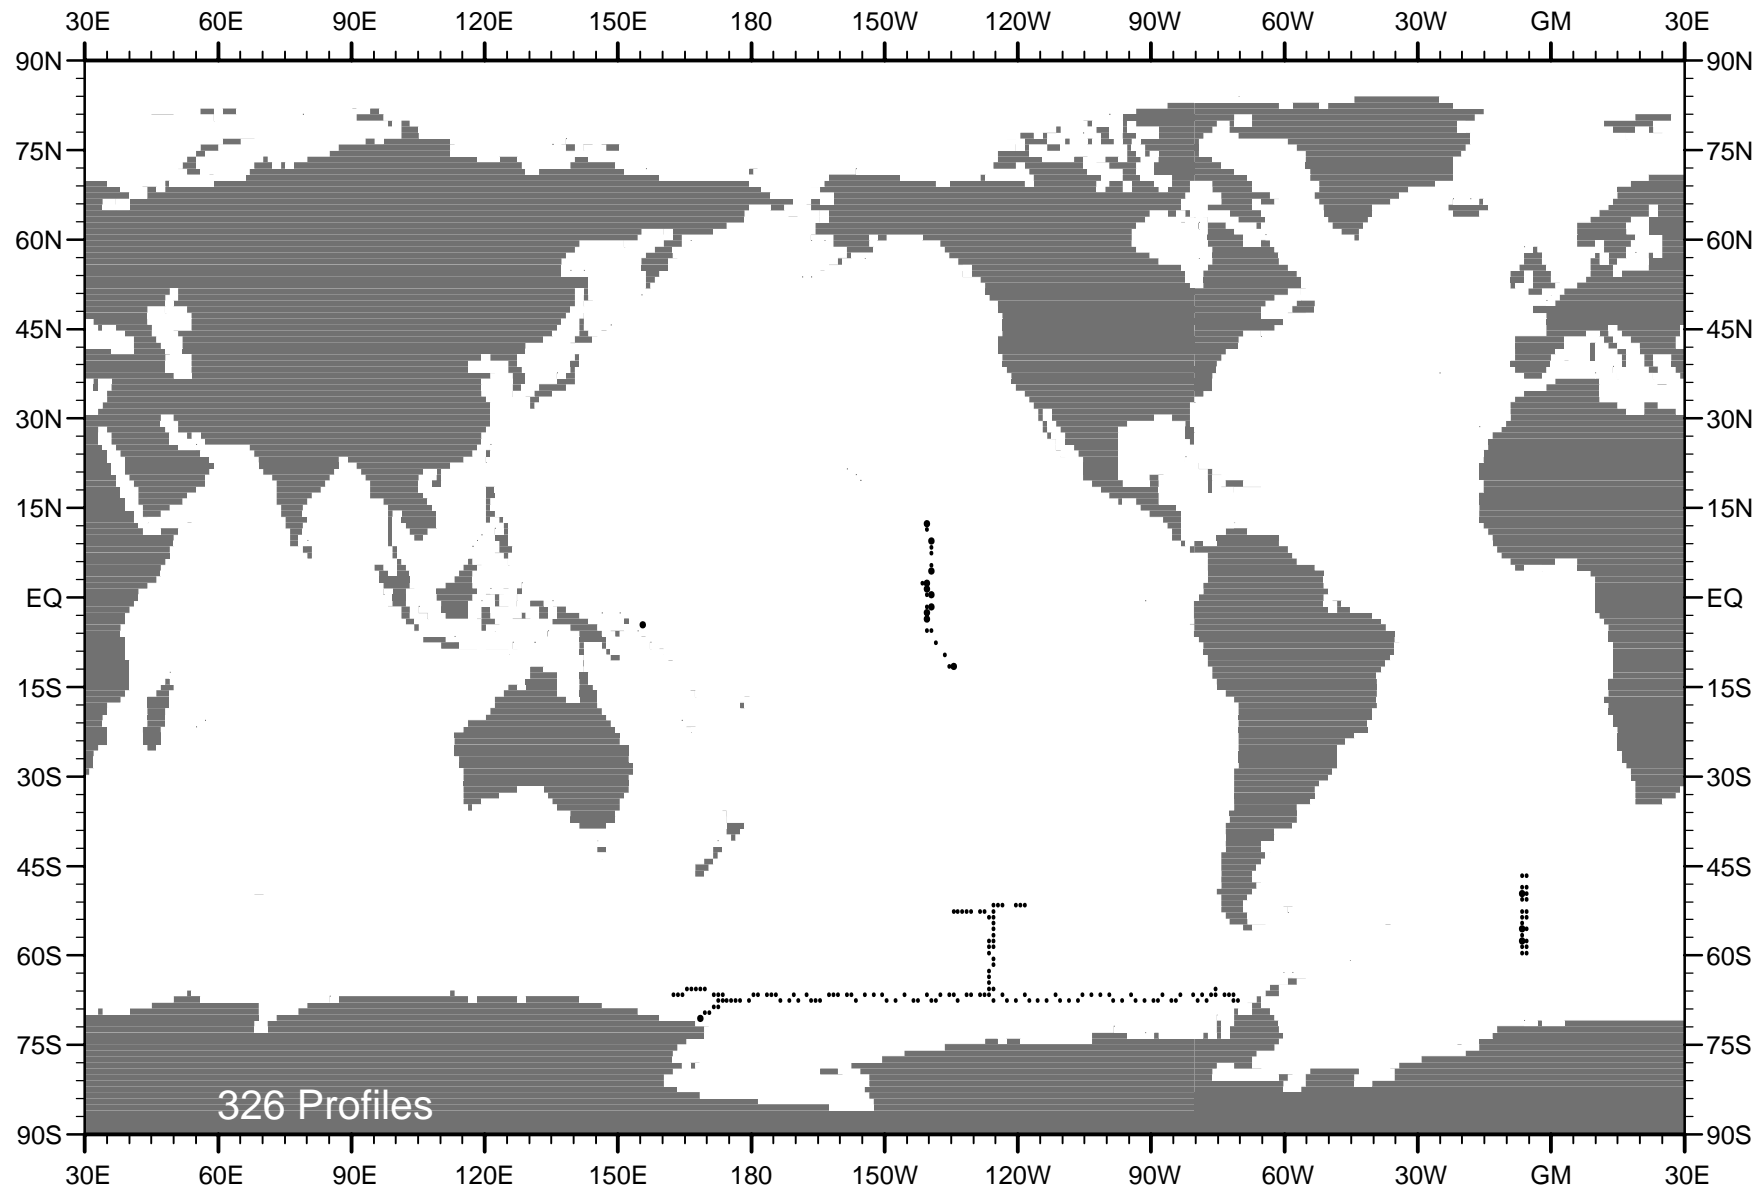 30E 60E 90E 120E 150E 180 150W 120W 90W 60W 30W GM 30E
90N 90N
75N 75N
60N 60N
45N 45N
30N 30N
15N 15N
EQ EQ
15S 15S
30S 30S
45S 45S
60S 60S
75S 75S
326 Profiles
90S 90S
30E 60E 90E 120E 150E 180 150W 120W 90W 60W 30W GM 30E